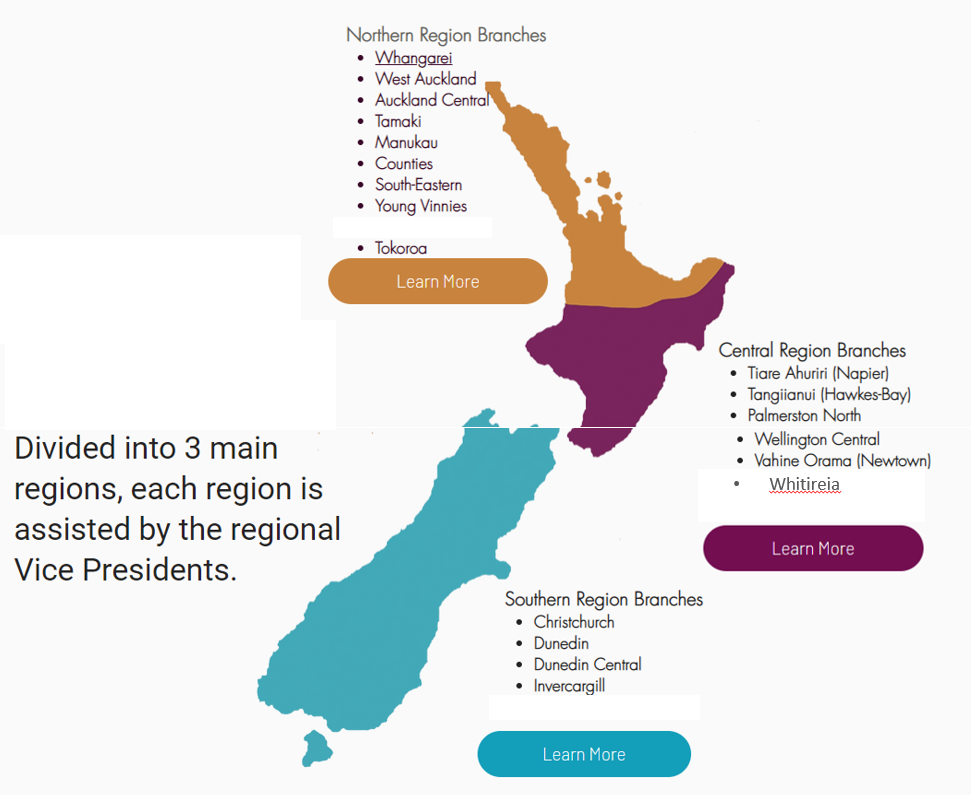 Northern Region Branches
• Whangarei
• West Auckland
• Auckland Central
• Tamaki
• Manukau
• Counties
• South-Eastern
• Young Vinnies
• Tokoroa
Learn More
Central Region Branches
• Tiare Ahuriri (Napier)
• Tangiianui (Hawkes-Bay)
• Palmerston North
• Wellington Central
• Vahine Orama (Newtown)
• Whitireia
Learn More
Divided into 3 main
regions, each region is
assisted by the regional
Vice Presidents.
Southern Region Branches
• Christchurch
• Dunedin
• Dunedin Central
• Invercargill
Learn More